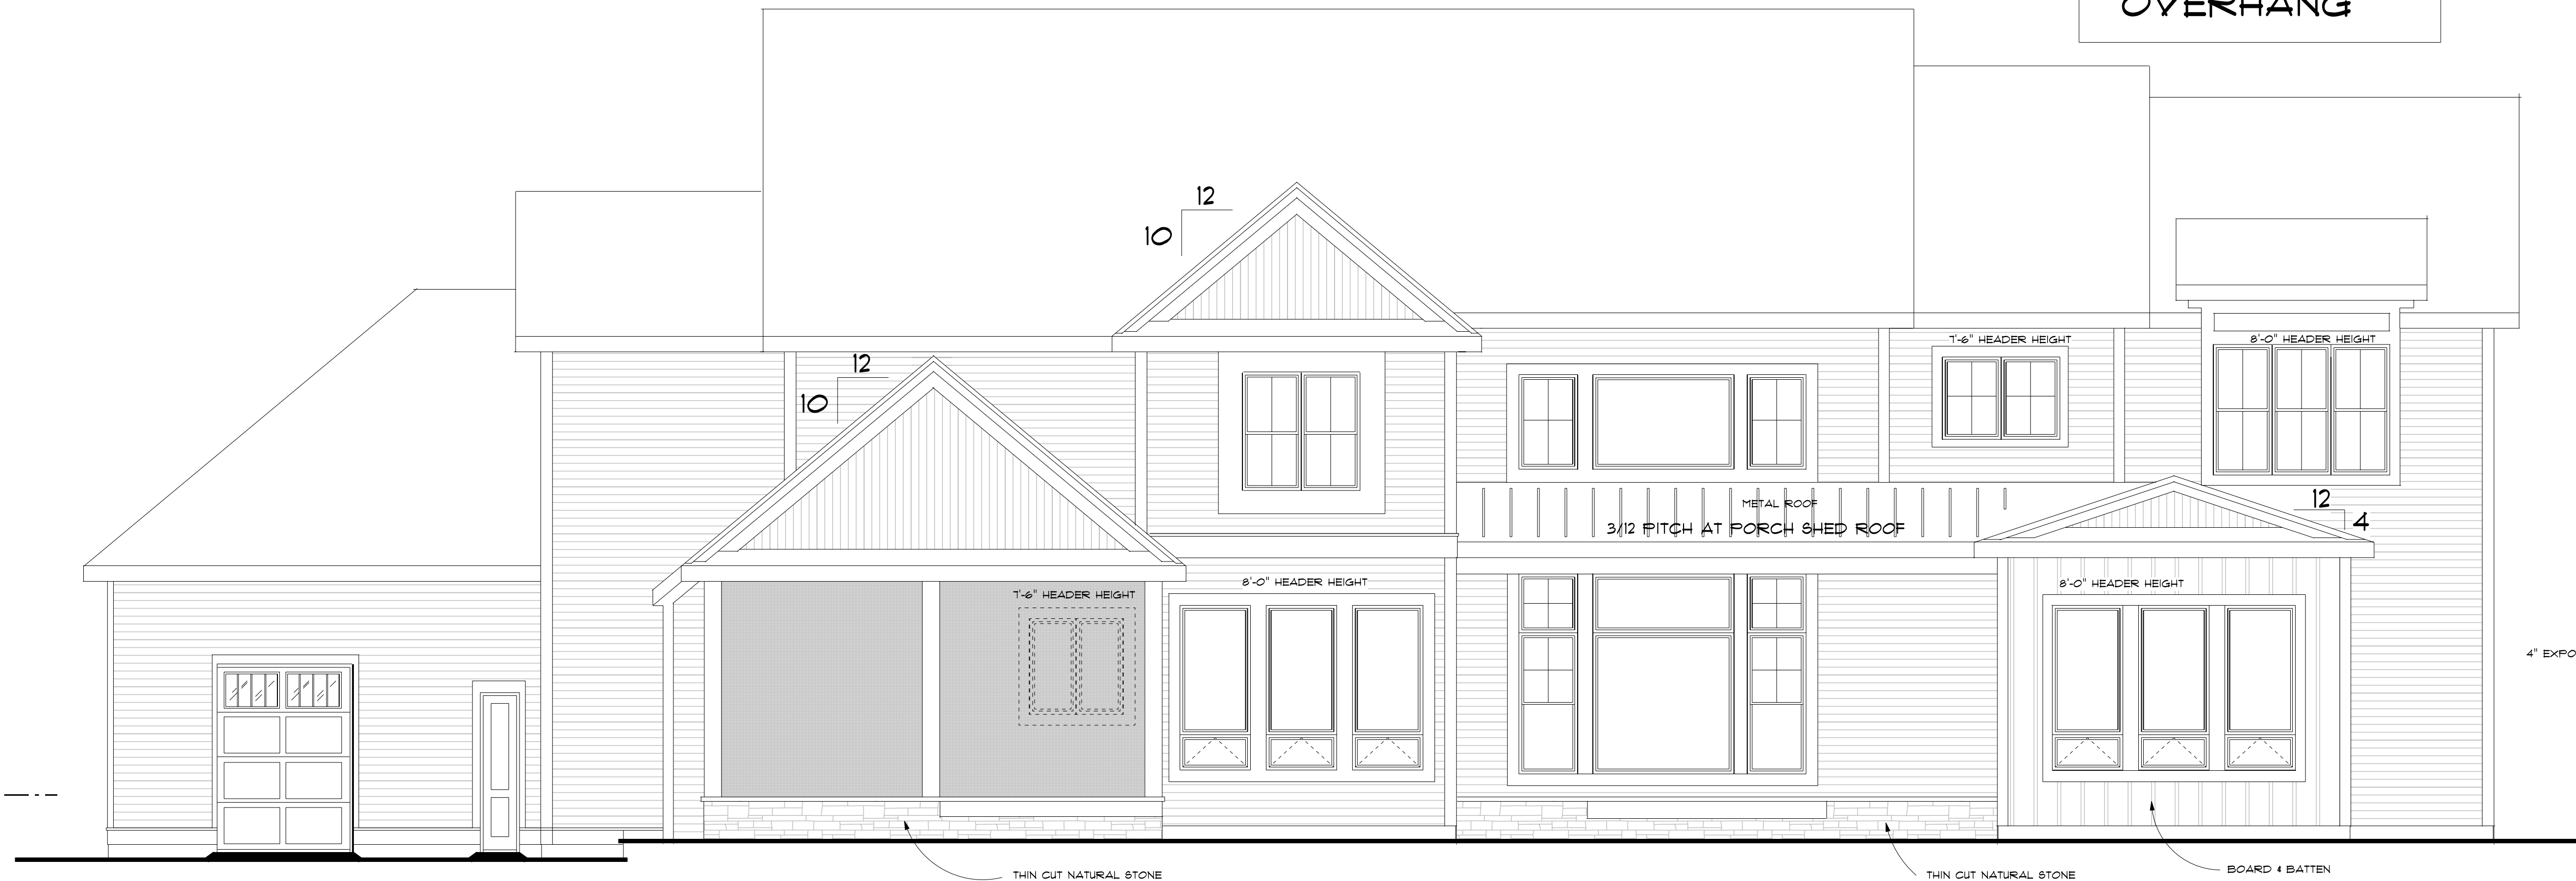 OVERHANG
12
10
12
10
7'-6" HEADER HEIGHT
8'-0" HEADER HEIGHT
METAL ROOF
3/12 PITCH AT PORCH SHED ROOF
12
4
7'-6" HEADER HEIGHT
8'-0" HEADER HEIGHT
8'-0" HEADER HEIGHT
4" EXPO
THIN CUT NATURAL STONE
THIN CUT NATURAL STONE
BOARD & BATTEN